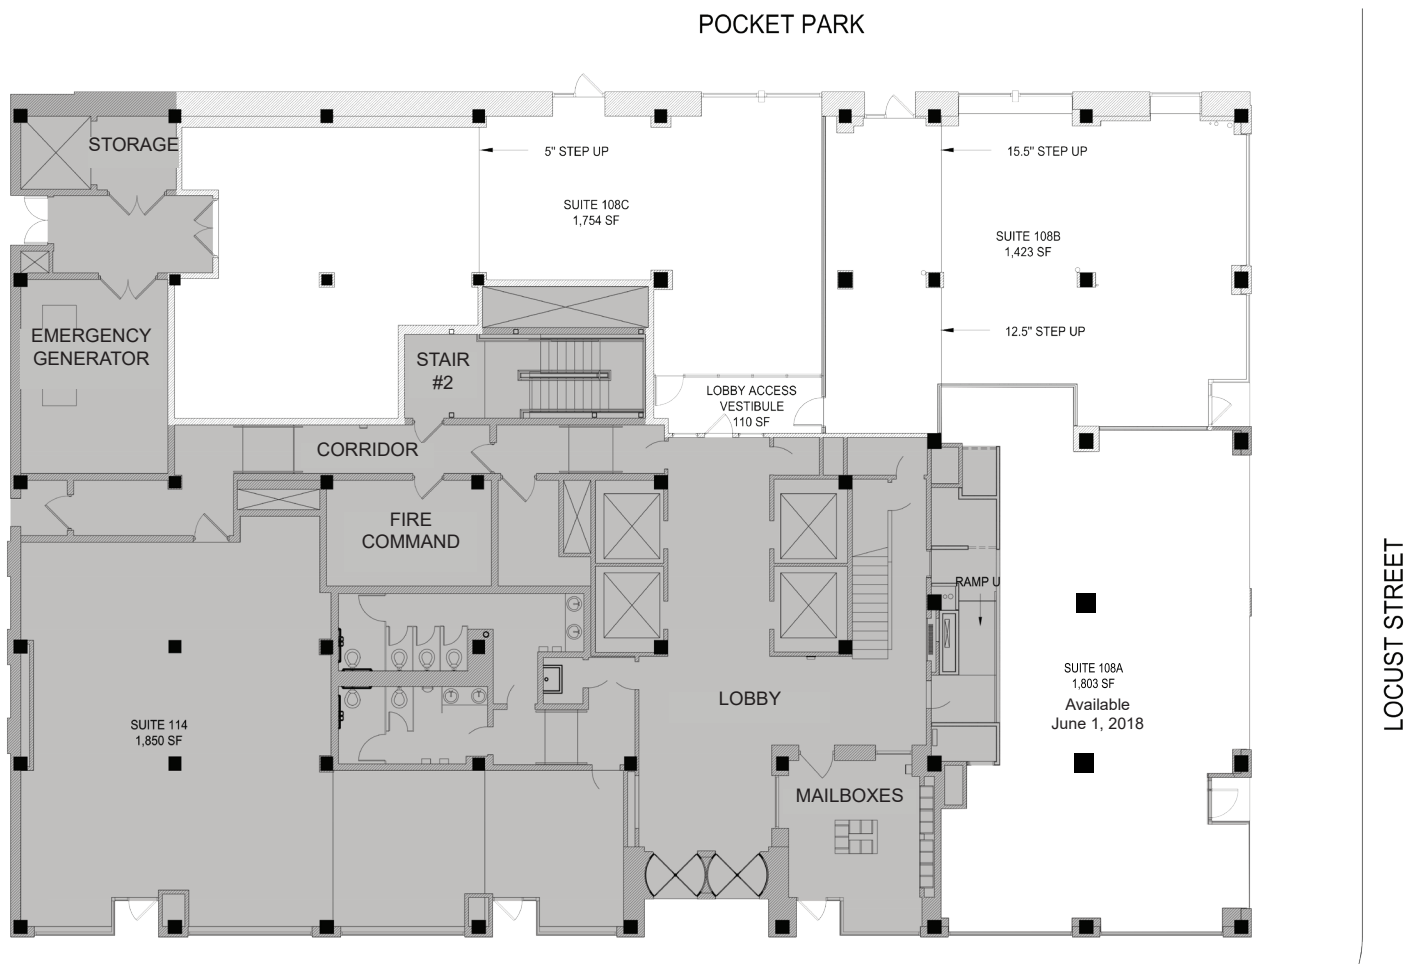 POCKET PARK
STORAGE
5" STEP UP
15.5" STEP UP
SUITE 108C
1,754 SF
SUITE 108B
1,423 SF
EMERGENCY
GENERATOR
12.5" STEP UP
STAIR
#2
LOBBY ACCESS
VESTIBULE
110 SF
CORRIDOR
FIRE
COMMAND
RAMP U
LOCUST STREET
SUITE 108A
1,803 SF
Available
June 1, 2018
LOBBY
SUITE 114
1,850 SF
MAILBOXES